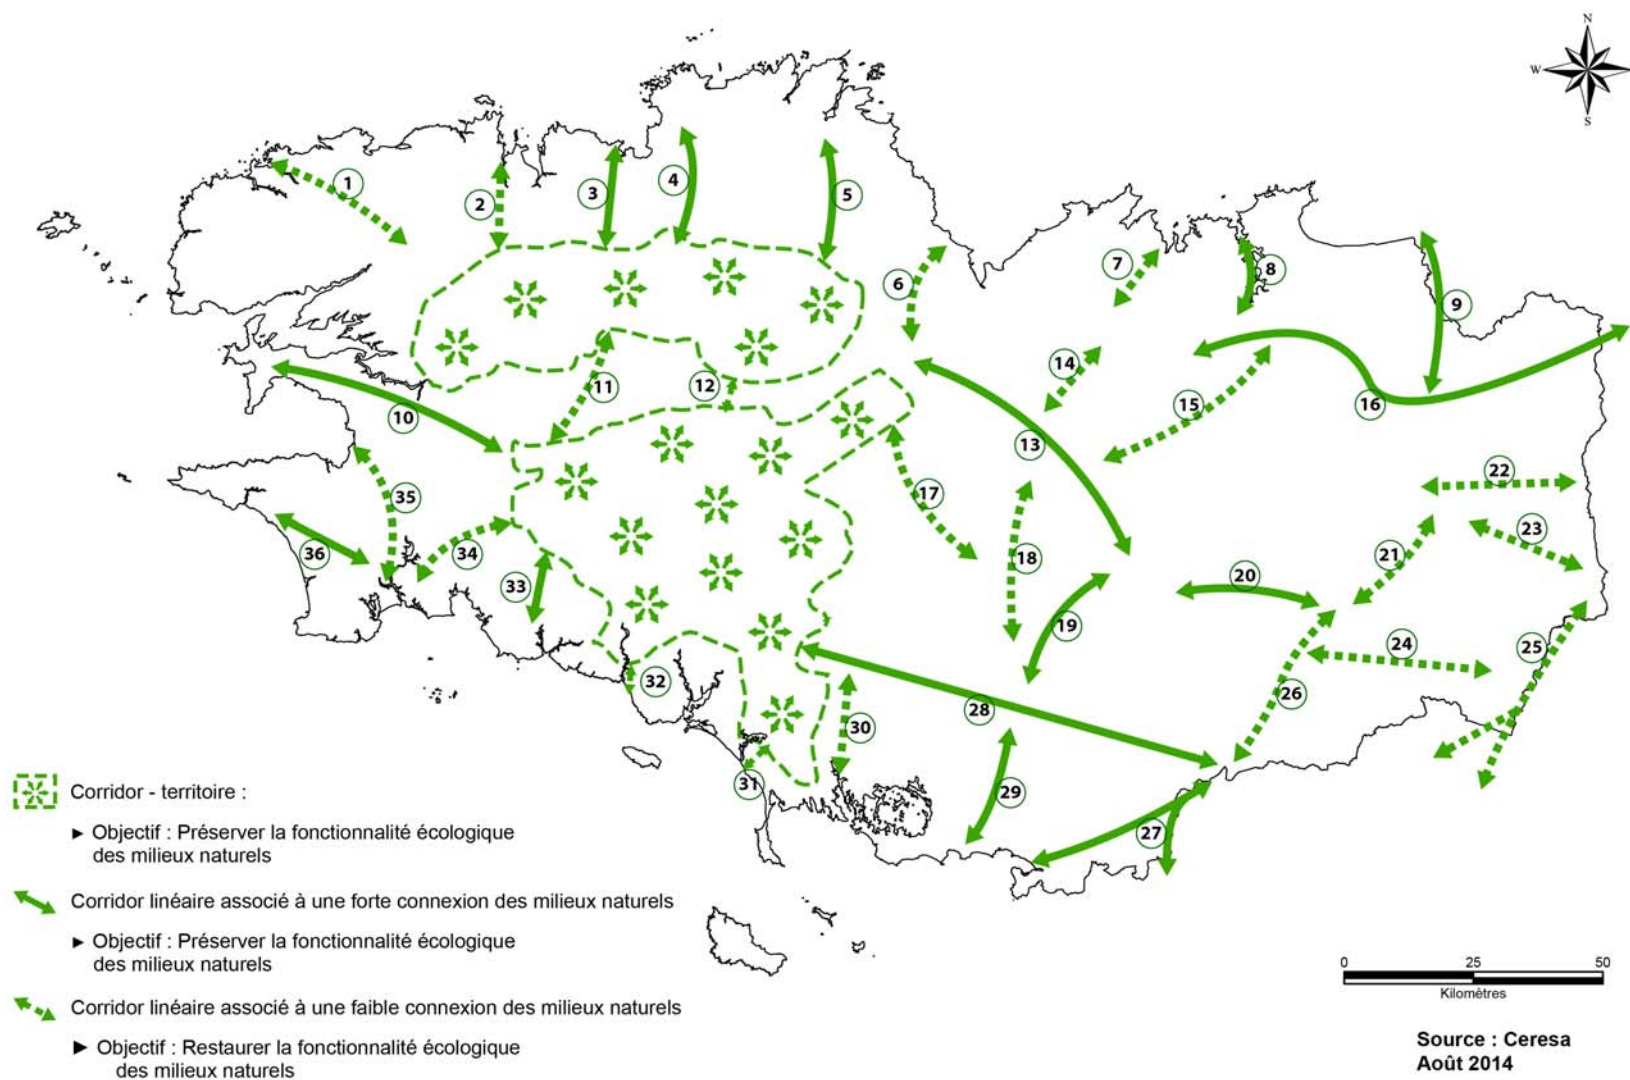 N
W
S
1
2
3
4
5
6
7
8
9
10
11
12
13
14
15
16
17
18
19
20
21
22
23
24
25
26
27
28
29
30
31
32
33
34
35
36
Corridor - territoire :
► Objectif : Préserver la fonctionnalité écologique
des milieux naturels
Corridor linéaire associé à une forte connexion des milieux naturels
► Objectif : Préserver la fonctionnalité écologique
des milieux naturels
Corridor linéaire associé à une faible connexion des milieux naturels
► Objectif : Restaurer la fonctionnalité écologique
des milieux naturels
0 25 50
Kilomètres
Source : Ceresa
Août 2014